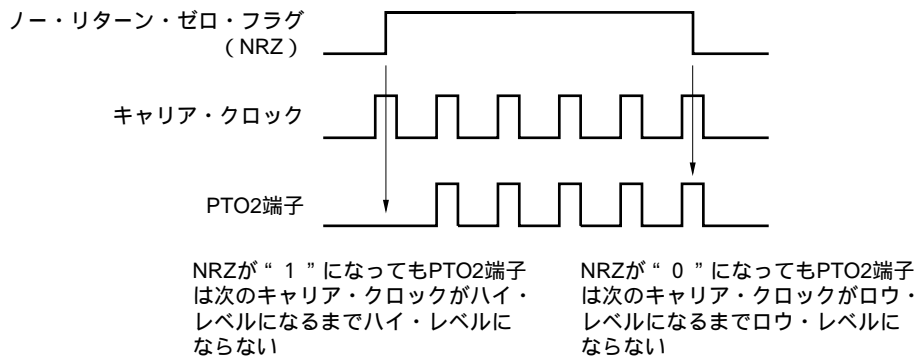 ノー・リターン・ゼロ・フラグ
（NRZ）
キャリア・クロック
PTO2端子
NRZが“１”になってもPTO2端子
は次のキャリア・クロックがハイ・
レベルになるまでハイ・レベルに
ならない
NRZが“０”になってもPTO2端子
は次のキャリア・クロックがロウ・
レベルになるまでロウ・レベルに
ならない